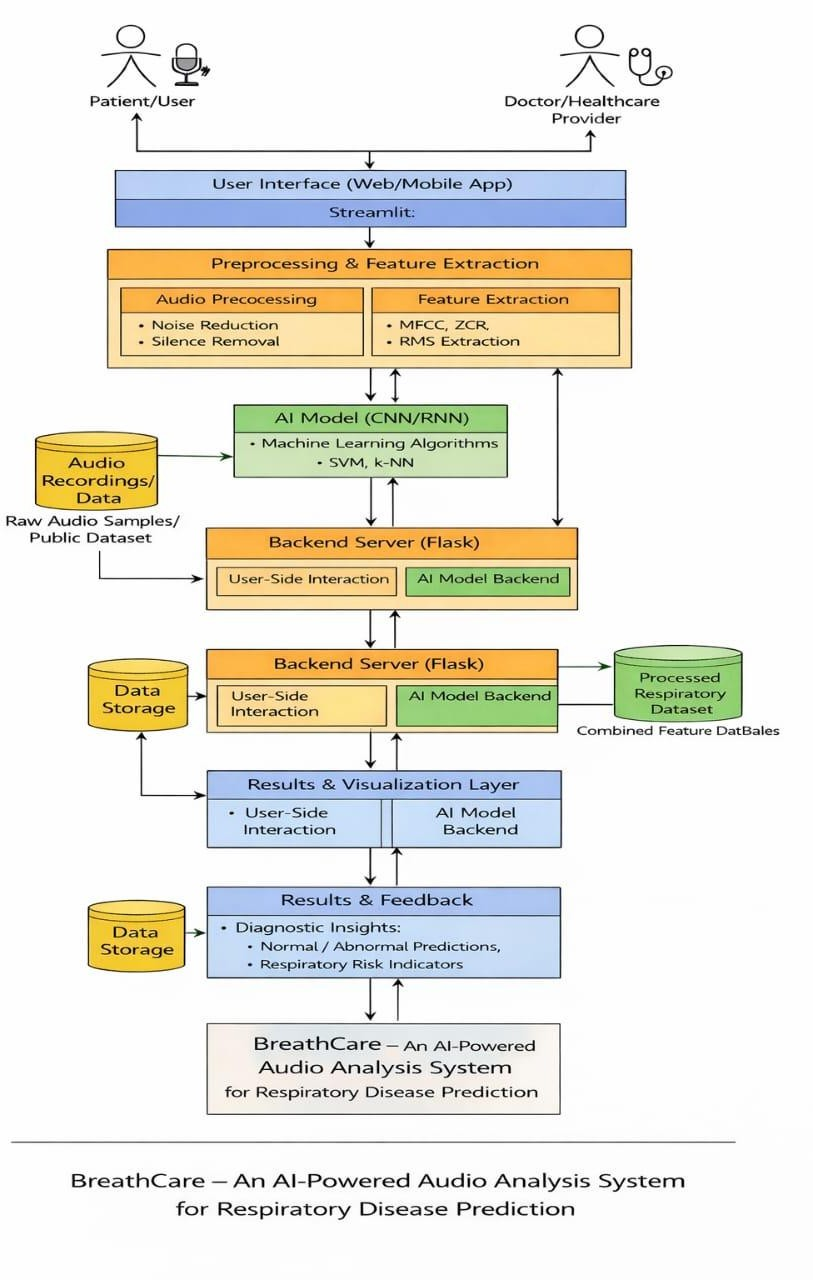 Patient/User
Doctor/Healthcare
Provider
User Interface (Web/Mobile App)
Streamlit:
Preprocessing & Feature Extraction
Audio Precocessing
• Noise Reduction
• Silence Removal
Feature Extraction
• MFCC, ZCR,
• RMS Extraction
AI Model (CNN/RNN)
• Machine Learning Algorithms
• SVM, k-NN
Audio
Recordings/
Data
Raw Audio Samples/
Public Dataset
Backend Server (Flask)
User-Side Interaction
AI Model Backend
Backend Server (Flask)
User-Side
Interaction
AI Model Backend
Data
Storage
Processed
Respiratory
Dataset
Combined Feature DatBales
Results & Visualization Layer
• User-Side
Interaction
AI Model
Backend
Results & Feedback
• Diagnostic Insights:
• Normal / Abnormal Predictions,
• Respiratory Risk Indicators
Data
Storage
BreathCare – An AI-Powered
Audio Analysis System
for Respiratory Disease Prediction
BreathCare – An AI-Powered Audio Analysis System
for Respiratory Disease Prediction